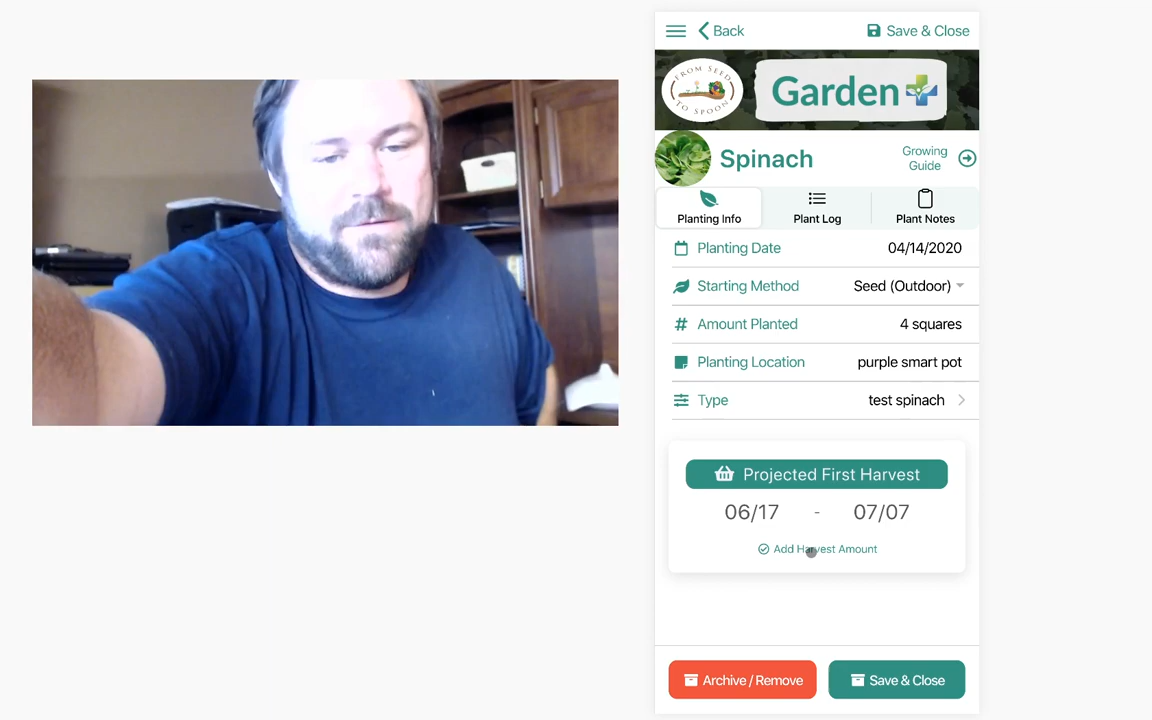 Back
Save & Close
FROM SEED
TO SPOON
Garden
Spinach
Growing
Guide
Planting Info
Plant Log
Plant Notes
Planting Date 04/14/2020
Starting Method Seed (Outdoor)
# Amount Planted 4 squares
Planting Location purple smart pot
Type test spinach
Projected First Harvest
06/17 - 07/07
Add Harvest Amount
Archive / Remove
Save & Close